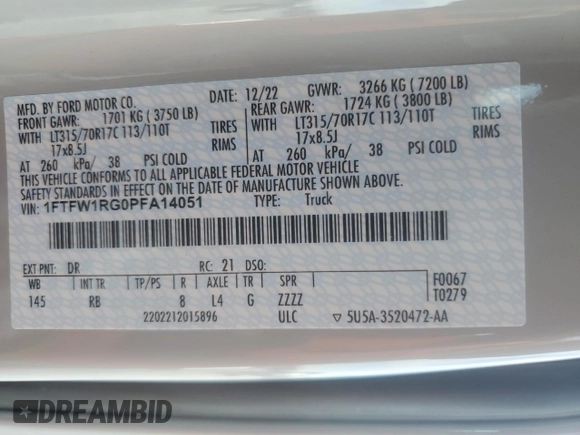 MFD. BY FORD MOTOR CO.
12/22
GVWR: 3266 KG ( 7200 LB)
FRONT GAWR: 1701 KG ( 3750 LB)
REAR GAWR: 1724 KG ( 3800 LB)
WITH LT315/70R17C 113/110T TIRES
WITH LT315/70R17C 113/110T TIRES
17x8.5J RIMS
17x8.5J RIMS
AT 260 kPa/ 38 PSI COLD
AT 260 kPa/ 38 PSI COLD
THIS VEHICLE CONFORMS TO ALL APPLICABLE FEDERAL MOTOR VEHICLE
SAFETY STANDARDS IN EFFECT ON THE DATE OF MANUFACTURE SHOWN ABOVE.
VIN: 1FTFW1RG0PFA14051
TYPE: Truck
EXT PNT: DR RC: 21 DSO:
WB INT TR TP/PS R AXLE TR SPR
F0067
145 RB 8 L4 G ZZZZ
T0279
2202212015896 ULC ▽ 5U5A-3520472-AA
DREAMBID